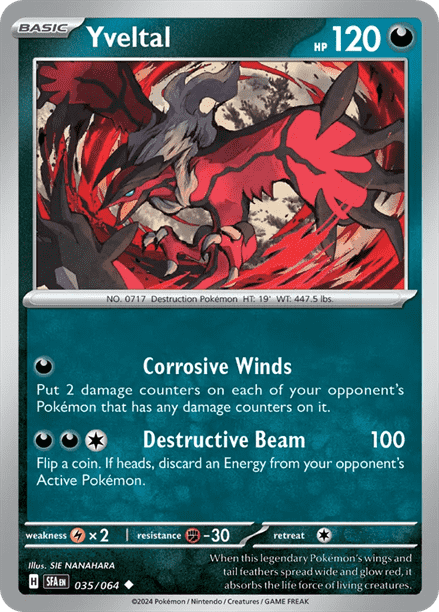 BASIC Yveltal HP 120
NO. 0717 Destruction Pokémon HT: 19' WT: 447.5 lbs.
Corrosive Winds
Put 2 damage counters on each of your opponent's
Pokémon that has any damage counters on it.
Destructive Beam 100
Flip a coin. If heads, discard an Energy from your opponent's
Active Pokémon.
weakness × 2 resistance -30 retreat
Illus. SIE NANAHARA
H SFA EN 035/064
When this legendary Pokémon's wings and
tail feathers spread wide and glow red, it
absorbs the life force of living creatures.
©2024 Pokémon / Nintendo / Creatures / GAME FREAK